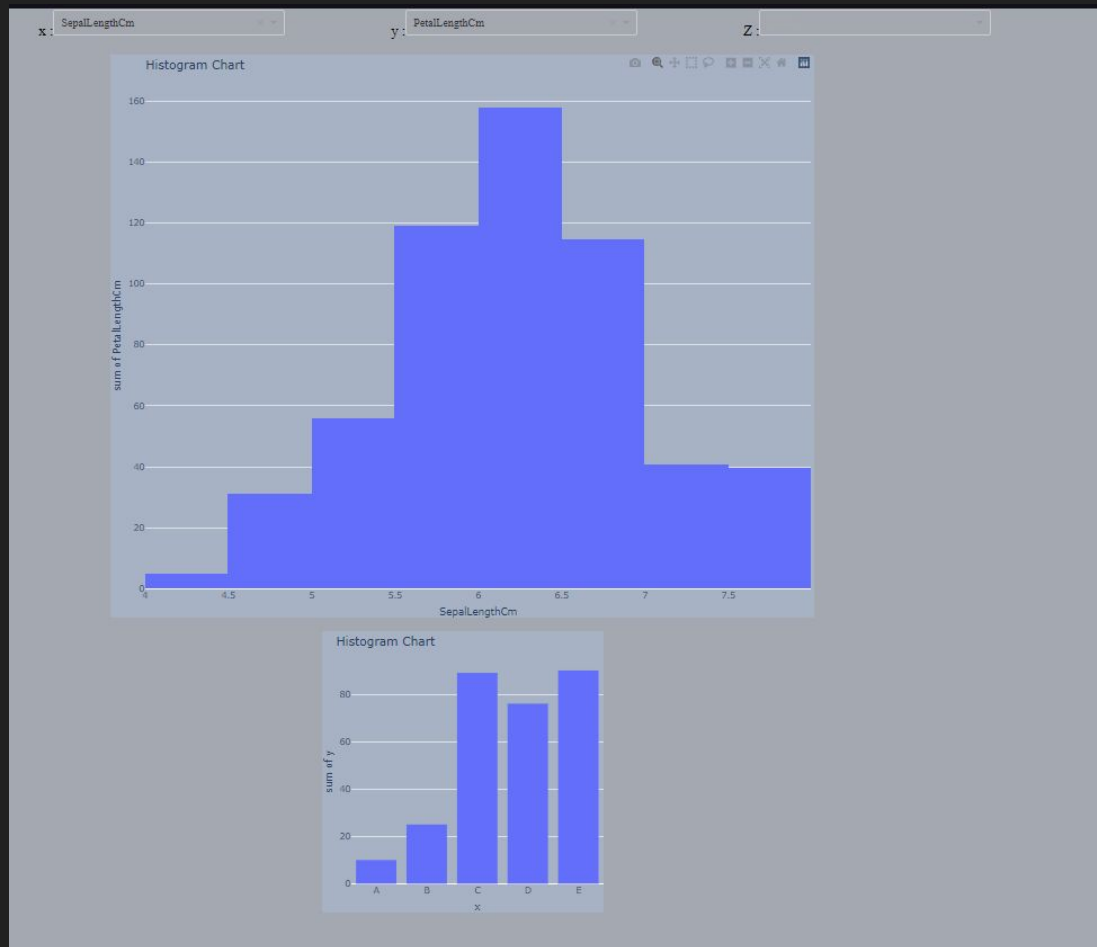 x : SepalLengthCm y : PetalLengthCm Z :
Histogram Chart
160
140
120
100
80
60
40
20
0
sum of PetalLengthCm
4 4.5 5 5.5 6 6.5 7 7.5
SepalLengthCm
Histogram Chart
80
60
40
20
0
sum of y
A B C D E
x